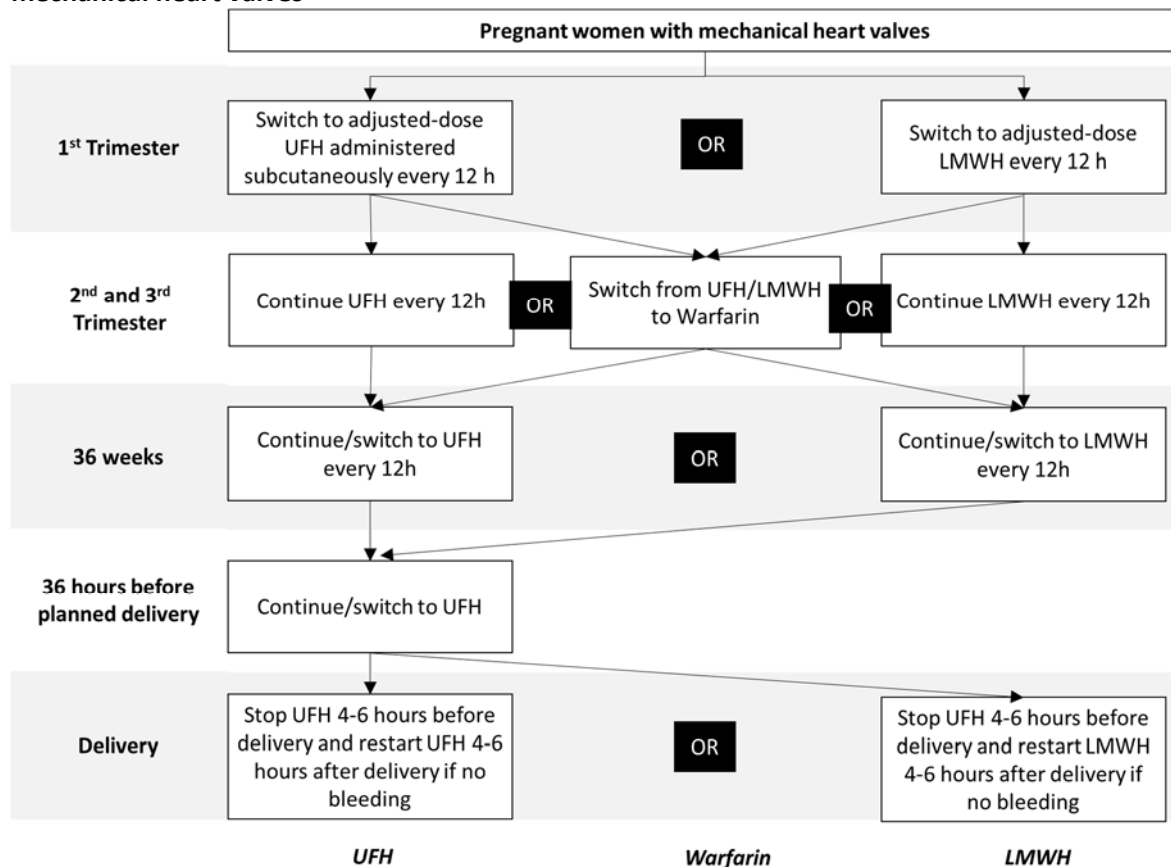 mechanical heart valves
Pregnant women with mechanical heart valves
1st Trimester
Switch to adjusted-dose
UFH administered
subcutaneously every 12 h
OR
Switch to adjusted-dose
LMWH every 12 h
2nd and 3rd
Trimester
Continue UFH every 12h
OR
Switch from UFH/LMWH
to Warfarin
OR
Continue LMWH every 12h
36 weeks
Continue/switch to UFH
every 12h
OR
Continue/switch to LMWH
every 12h
36 hours before
planned delivery
Continue/switch to UFH
Delivery
Stop UFH 4-6 hours before
delivery and restart UFH 4-6
hours after delivery if no
bleeding
OR
Stop UFH 4-6 hours before
delivery and restart LMWH
4-6 hours after delivery if
no bleeding
UFH
Warfarin
LMWH